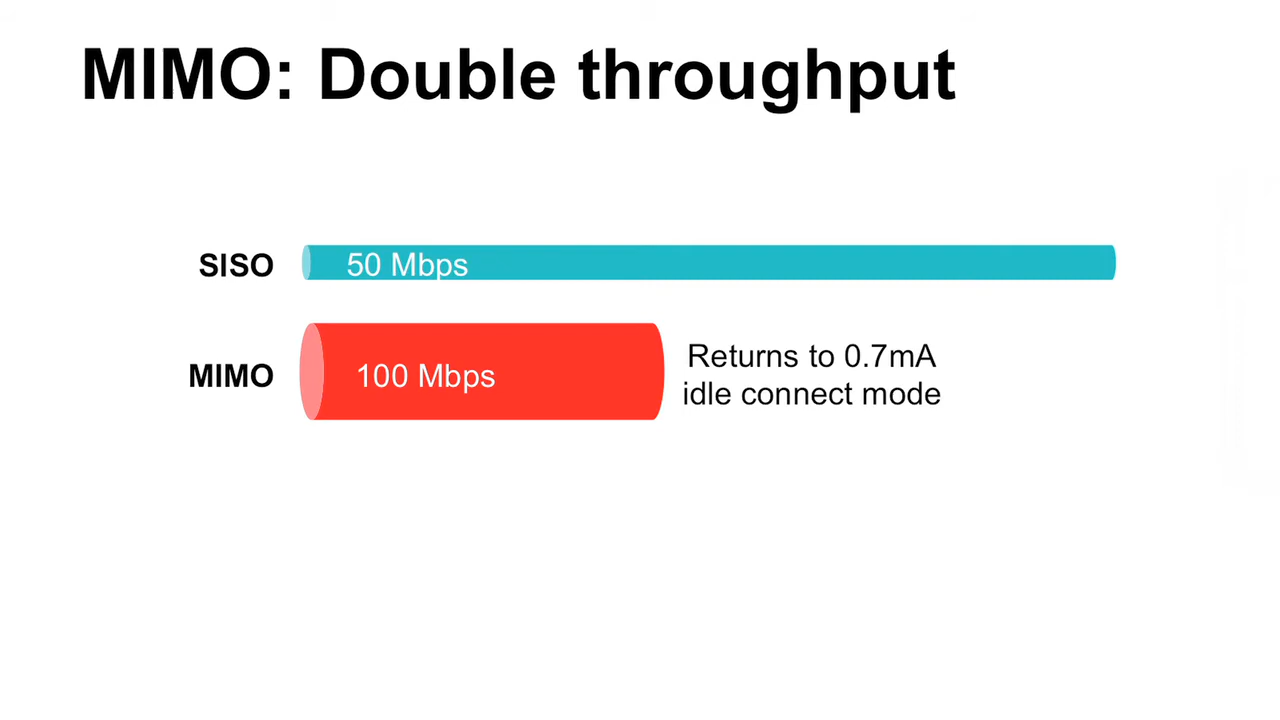 MIMO: Double throughput
SISO
50 Mbps
MIMO
100 Mbps
Returns to 0.7mA
idle connect mode